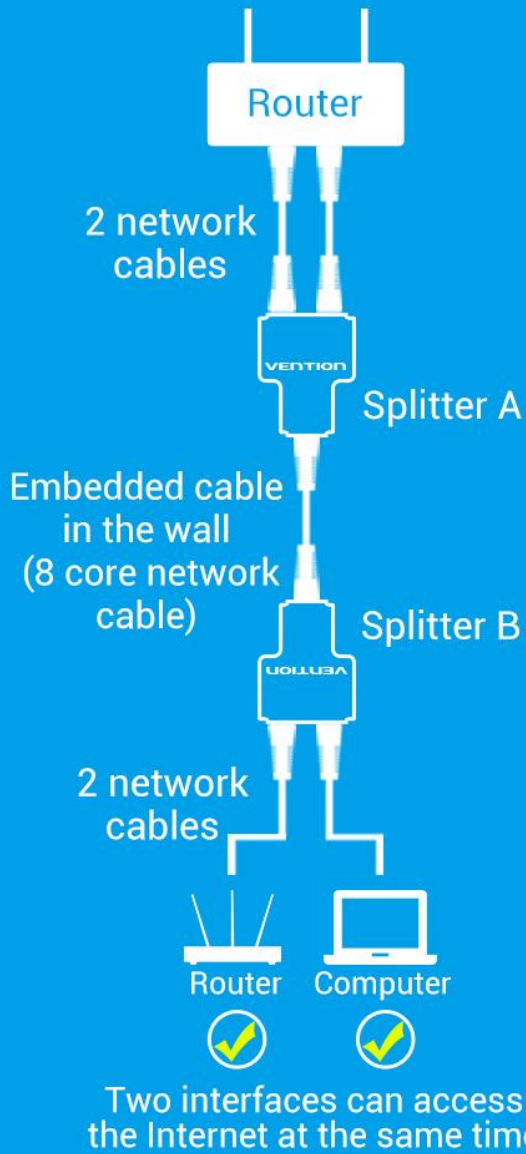 Router
2 network
cables
VENTION
Splitter A
Embedded cable
in the wall
(8 core network
cable)
Splitter B
VENTION
2 network
cables
Router Computer
Two interfaces can access
the Internet at the same time